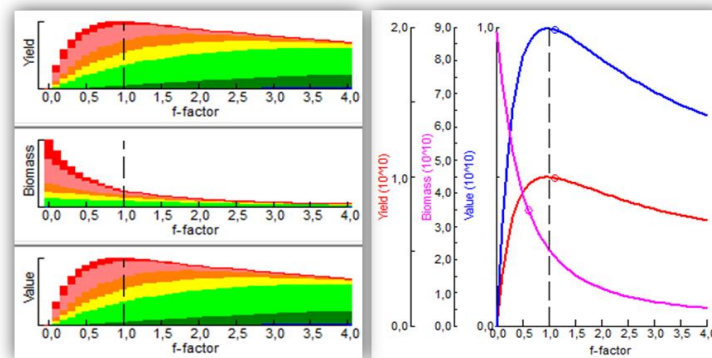 Yield
0,0 0,5 1,0 1,5 2,0 2,5 3,0 3,5 4,0
f-factor
Biomass
0,0 0,5 1,0 1,5 2,0 2,5 3,0 3,5 4,0
f-factor
Value
0,0 0,5 1,0 1,5 2,0 2,5 3,0 3,5 4,0
f-factor
Yield (10^10)
2,0
1,0
0,0
Biomass (10^10)
Value (10^10)
9,0
8,0
7,0
6,0
5,0
4,0
3,0
2,0
1,0
0,0
1,0
0,0
0,0 0,5 1,0 1,5 2,0 2,5 3,0 3,5 4,0
f-factor